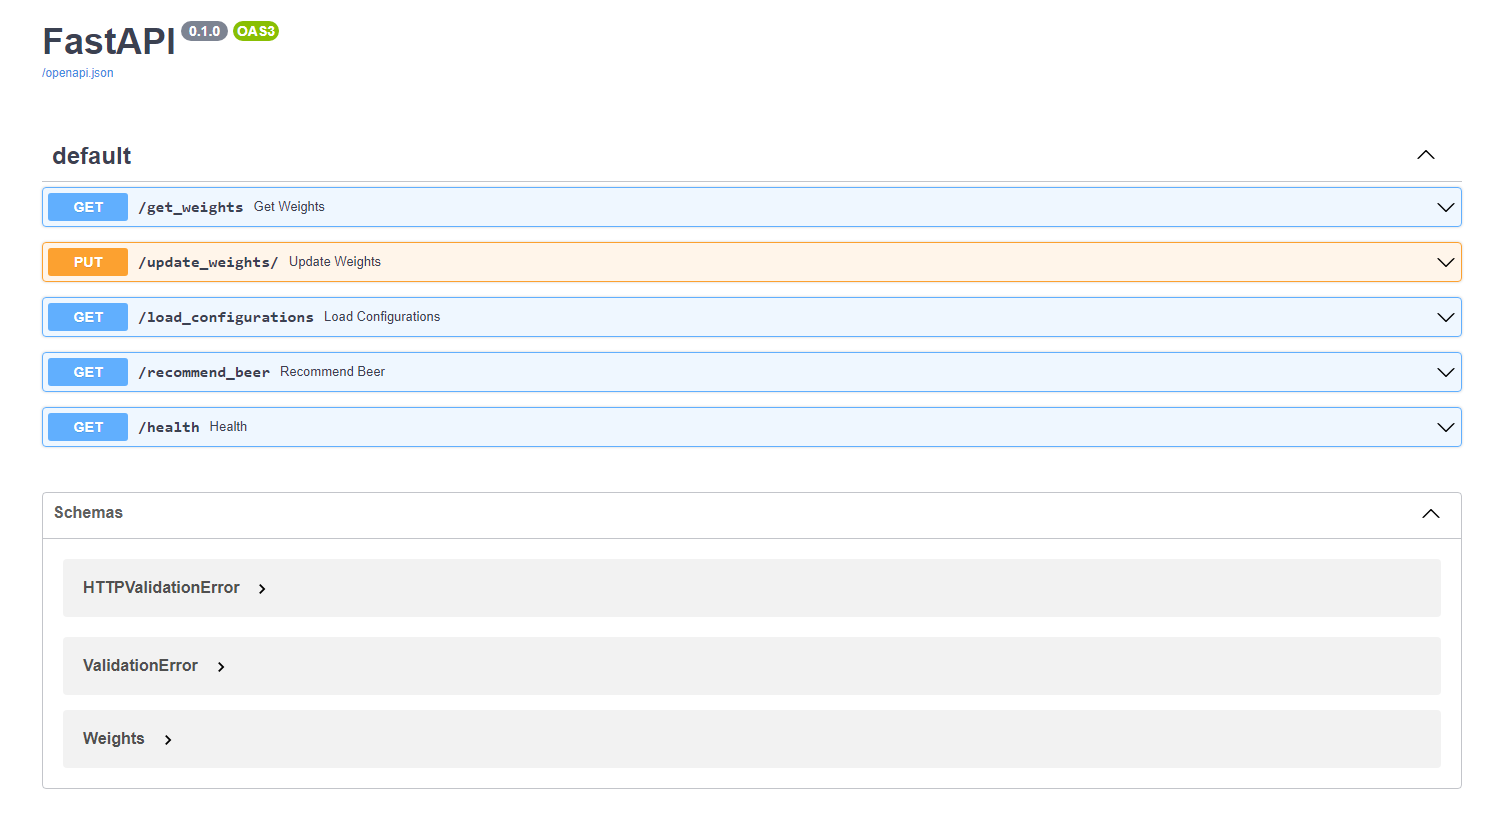 FastAPI 0.1.0 OAS3
/openapi.json
default
GET /get_weights Get Weights
PUT /update_weights/ Update Weights
GET /load_configurations Load Configurations
GET /recommend_beer Recommend Beer
GET /health Health
Schemas
HTTPValidationError
ValidationError
Weights